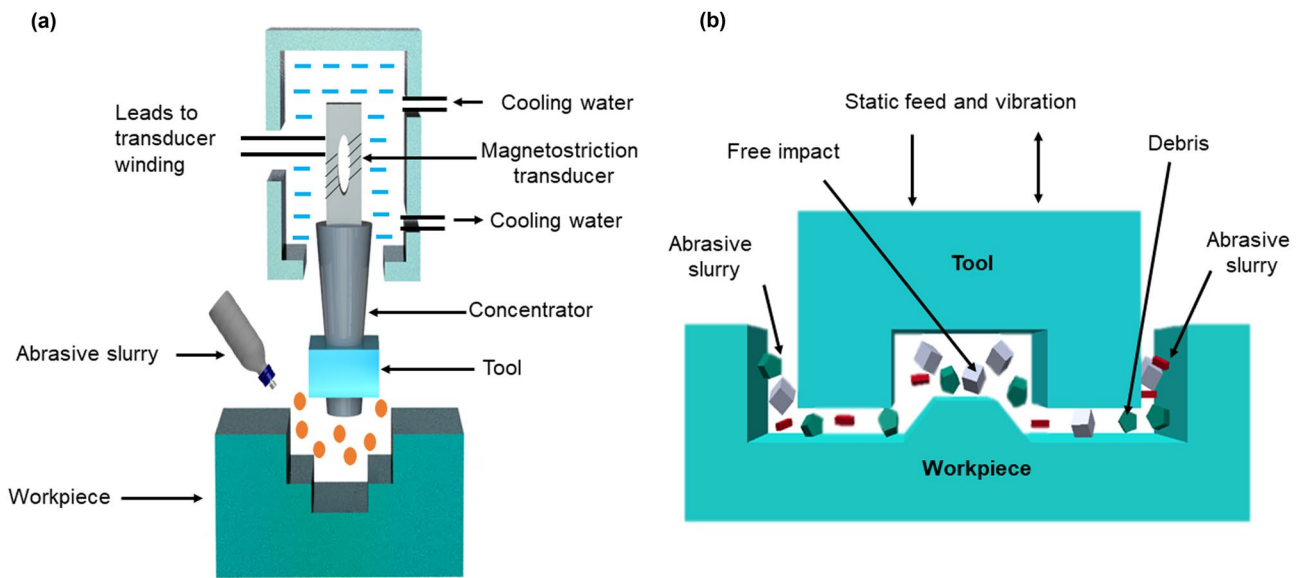 (a)
Leads to
transducer
winding
Cooling water
Magnetostriction
transducer
Cooling water
Concentrator
Abrasive slurry
Tool
Workpiece
(b)
Static feed and vibration
Free impact
Debris
Abrasive
slurry
Tool
Abrasive
slurry
Workpiece